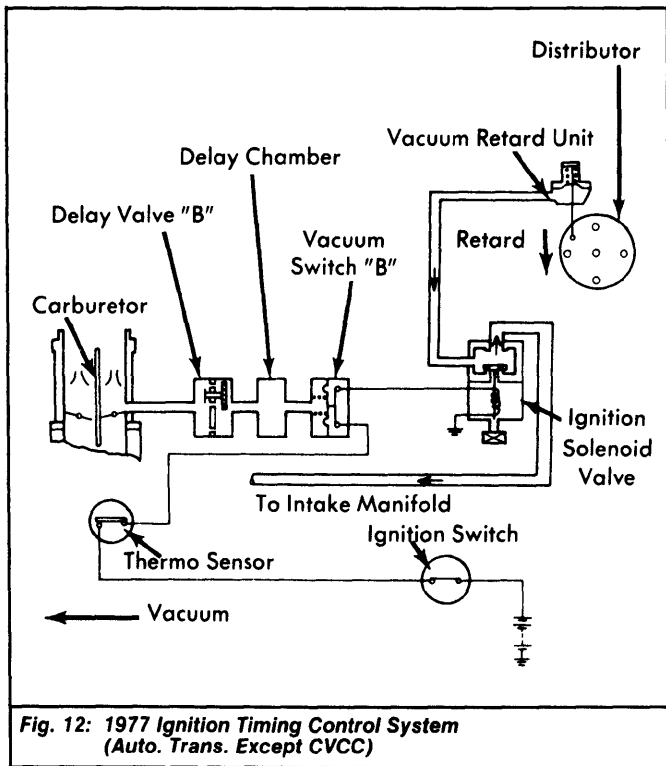 Distributor
Vacuum Retard Unit
Delay Chamber
Delay Valve "B"
Vacuum
Switch "B"
Retard
Carburetor
Ignition
Solenoid
Valve
To Intake Manifold
Ignition Switch
Thermo Sensor
Vacuum
Fig. 12: 1977 Ignition Timing Control System
(Auto. Trans. Except CVCC)